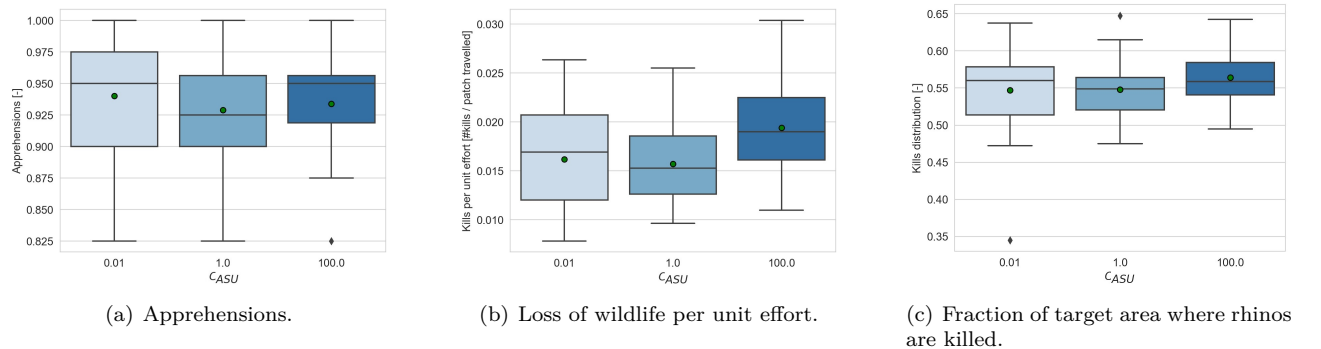 Apprehensions [-]
1.000
0.975
0.950
0.925
0.900
0.875
0.850
0.825
0.01
1.0
100.0
C_ASU
(a) Apprehensions.
Kills per unit effort [#kills / patch travelled]
0.030
0.025
0.020
0.015
0.010
0.01
1.0
100.0
C_ASU
(b) Loss of wildlife per unit effort.
Kills distribution [-]
0.65
0.60
0.55
0.50
0.45
0.40
0.35
0.01
1.0
100.0
C_ASU
(c) Fraction of target area where rhinos
are killed.